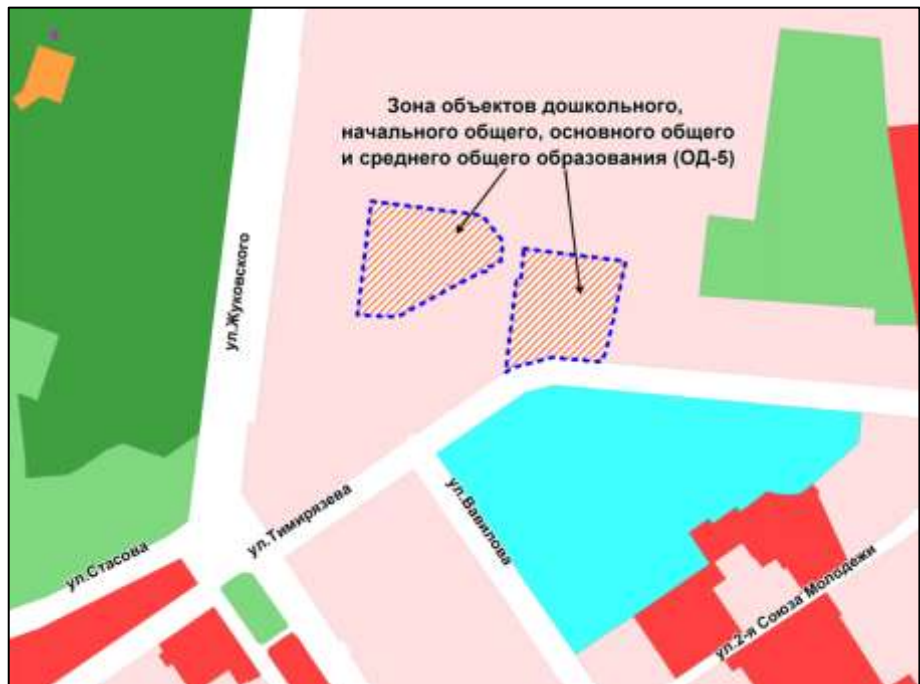 Зона объектов дошкольного,
начального общего, основного общего
и среднего общего образования (ОД-5)
ул.Жуковского
ул.Тимирязева
ул.Вавилова
ул.Стасова
ул.2-я Союза Молодежи